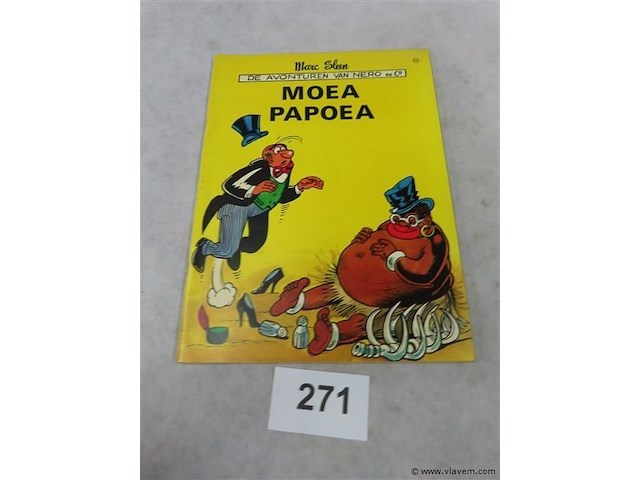 Marc Sleen
DE AVONTUREN VAN NERO EN Co
MOEA
PAPOEA
271
© www.vlavem.com